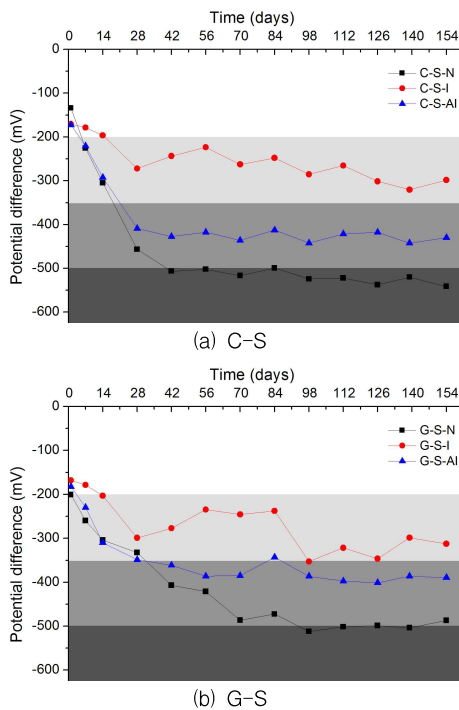 Time (days)
0 14 28 42 56 70 84 98 112 126 140 154
0
-100
-200
-300
-400
-500
-600
Potential difference (mV)
C-S-N
C-S-I
C-S-AI
(a) C-S
Time (days)
0 14 28 42 56 70 84 98 112 126 140 154
0
-100
-200
-300
-400
-500
-600
Potential difference (mV)
G-S-N
G-S-I
G-S-AI
(b) G-S